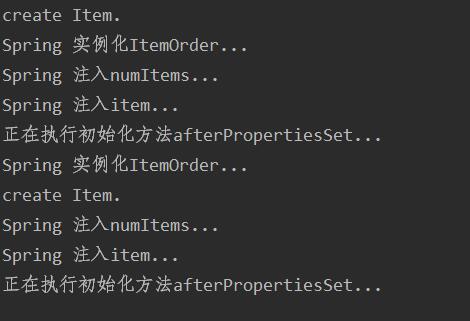 create Item.
Spring 实例化ItemOrder...
Spring 注入numItems...
Spring 注入item...
正在执行初始化方法afterPropertiesSet...
Spring 实例化ItemOrder...
create Item.
Spring 注入numItems...
Spring 注入item...
正在执行初始化方法afterPropertiesSet...